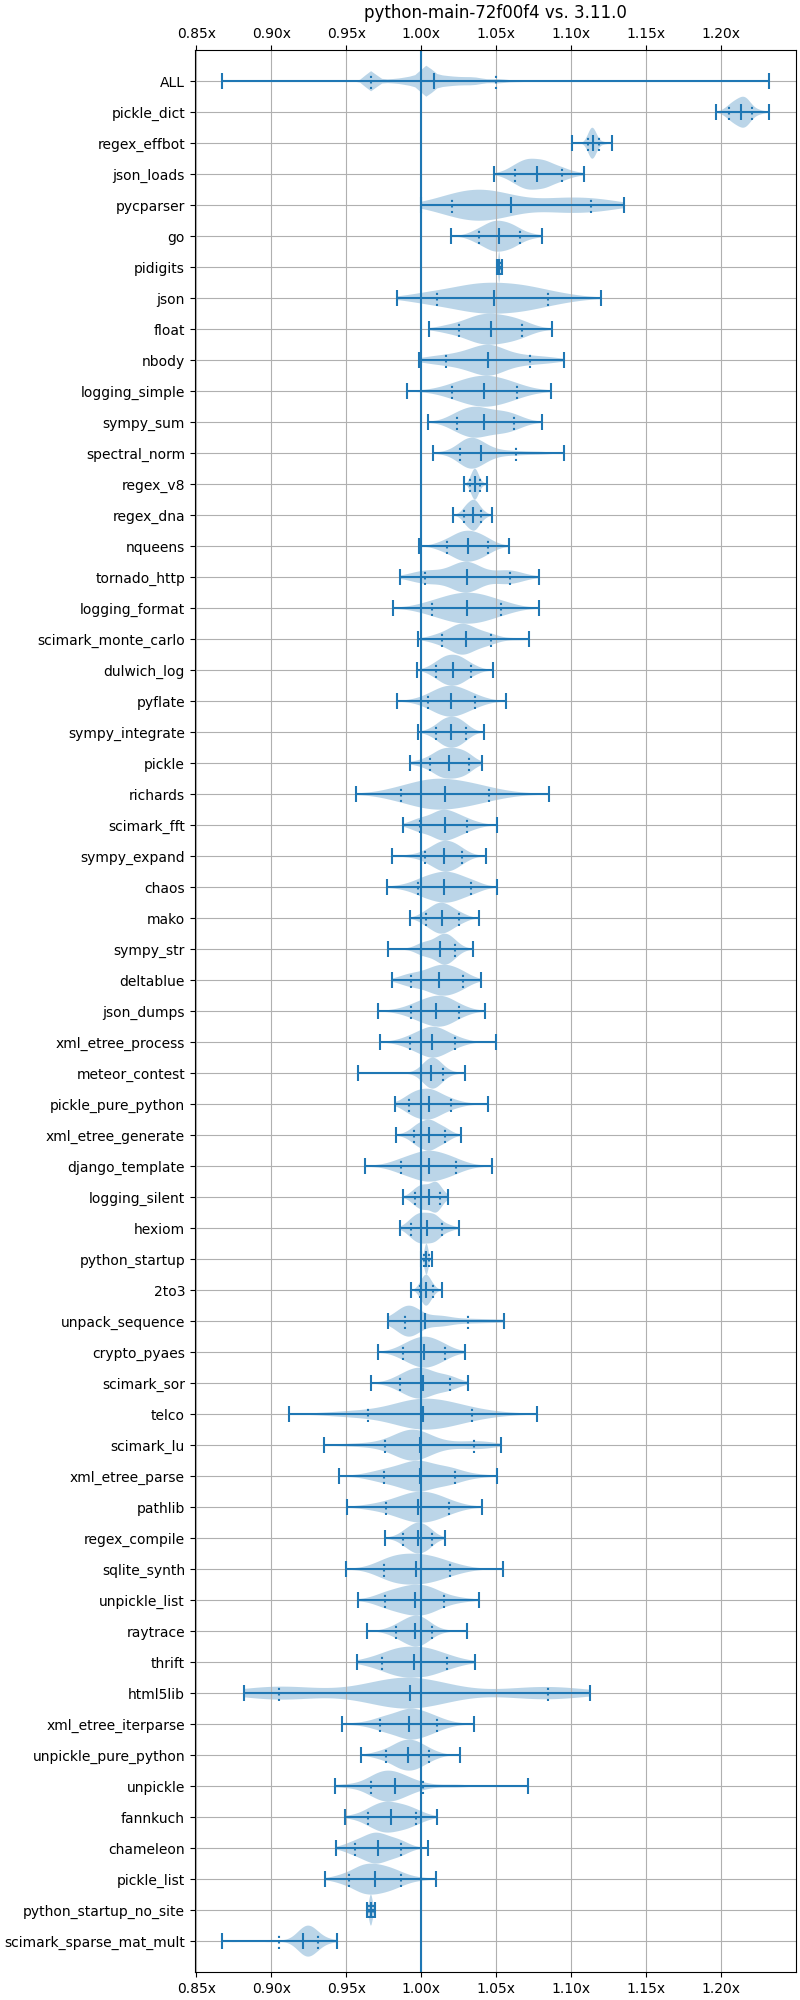 python-main-72f00f4 vs. 3.11.0
0.85x 0.90x 0.95x 1.00x 1.05x 1.10x 1.15x 1.20x
ALL
pickle_dict
regex_effbot
json_loads
pycparser
go
pidigits
json
float
nbody
logging_simple
sympy_sum
spectral_norm
regex_v8
regex_dna
nqueens
tornado_http
logging_format
scimark_monte_carlo
dulwich_log
pyflate
sympy_integrate
pickle
richards
scimark_fft
sympy_expand
chaos
mako
sympy_str
deltablue
json_dumps
xml_etree_process
meteor_contest
pickle_pure_python
xml_etree_generate
django_template
logging_silent
hexiom
python_startup
2to3
unpack_sequence
crypto_pyaes
scimark_sor
telco
scimark_lu
xml_etree_parse
pathlib
regex_compile
sqlite_synth
unpickle_list
raytrace
thrift
html5lib
xml_etree_iterparse
unpickle_pure_python
unpickle
fannkuch
chameleon
pickle_list
python_startup_no_site
scimark_sparse_mat_mult
0.85x 0.90x 0.95x 1.00x 1.05x 1.10x 1.15x 1.20x